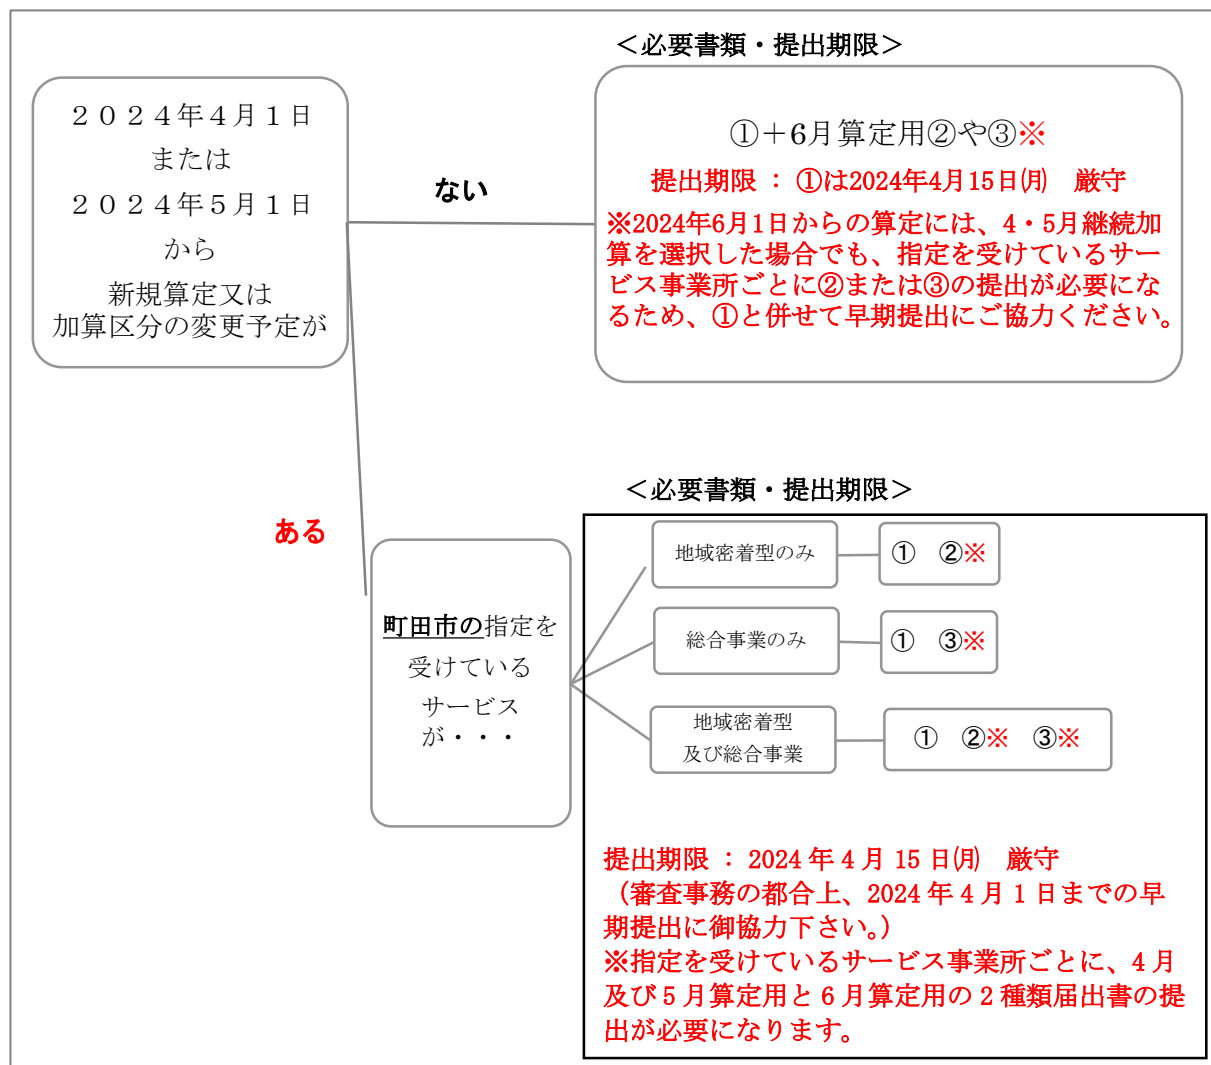 ＜必要書類・提出期限＞
２０２４年４月１日
または
２０２４年５月１日
から
新規算定又は
加算区分の変更予定が
ない
①＋6月算定用②や③※
提出期限 ： ①は2024年4月15日㈪　厳守
※2024年6月1日からの算定には、4・5月継続加
算を選択した場合でも、指定を受けているサー
ビス事業所ごとに②または③の提出が必要にな
るため、①と併せて早期提出にご協力ください。
ある
＜必要書類・提出期限＞
町田市の指定を
受けている
サービス
が・・・
地域密着型のみ
①　②※
総合事業のみ
①　③※
地域密着型
及び総合事業
①　②※　③※
提出期限 ： 2024 年 4 月 15 日㈪　厳守
（審査事務の都合上、2024 年 4 月 1 日までの早
期提出に御協力下さい。）
※指定を受けているサービス事業所ごとに、4 月
及び 5 月算定用と 6 月算定用の 2 種類届出書の提
出が必要になります。